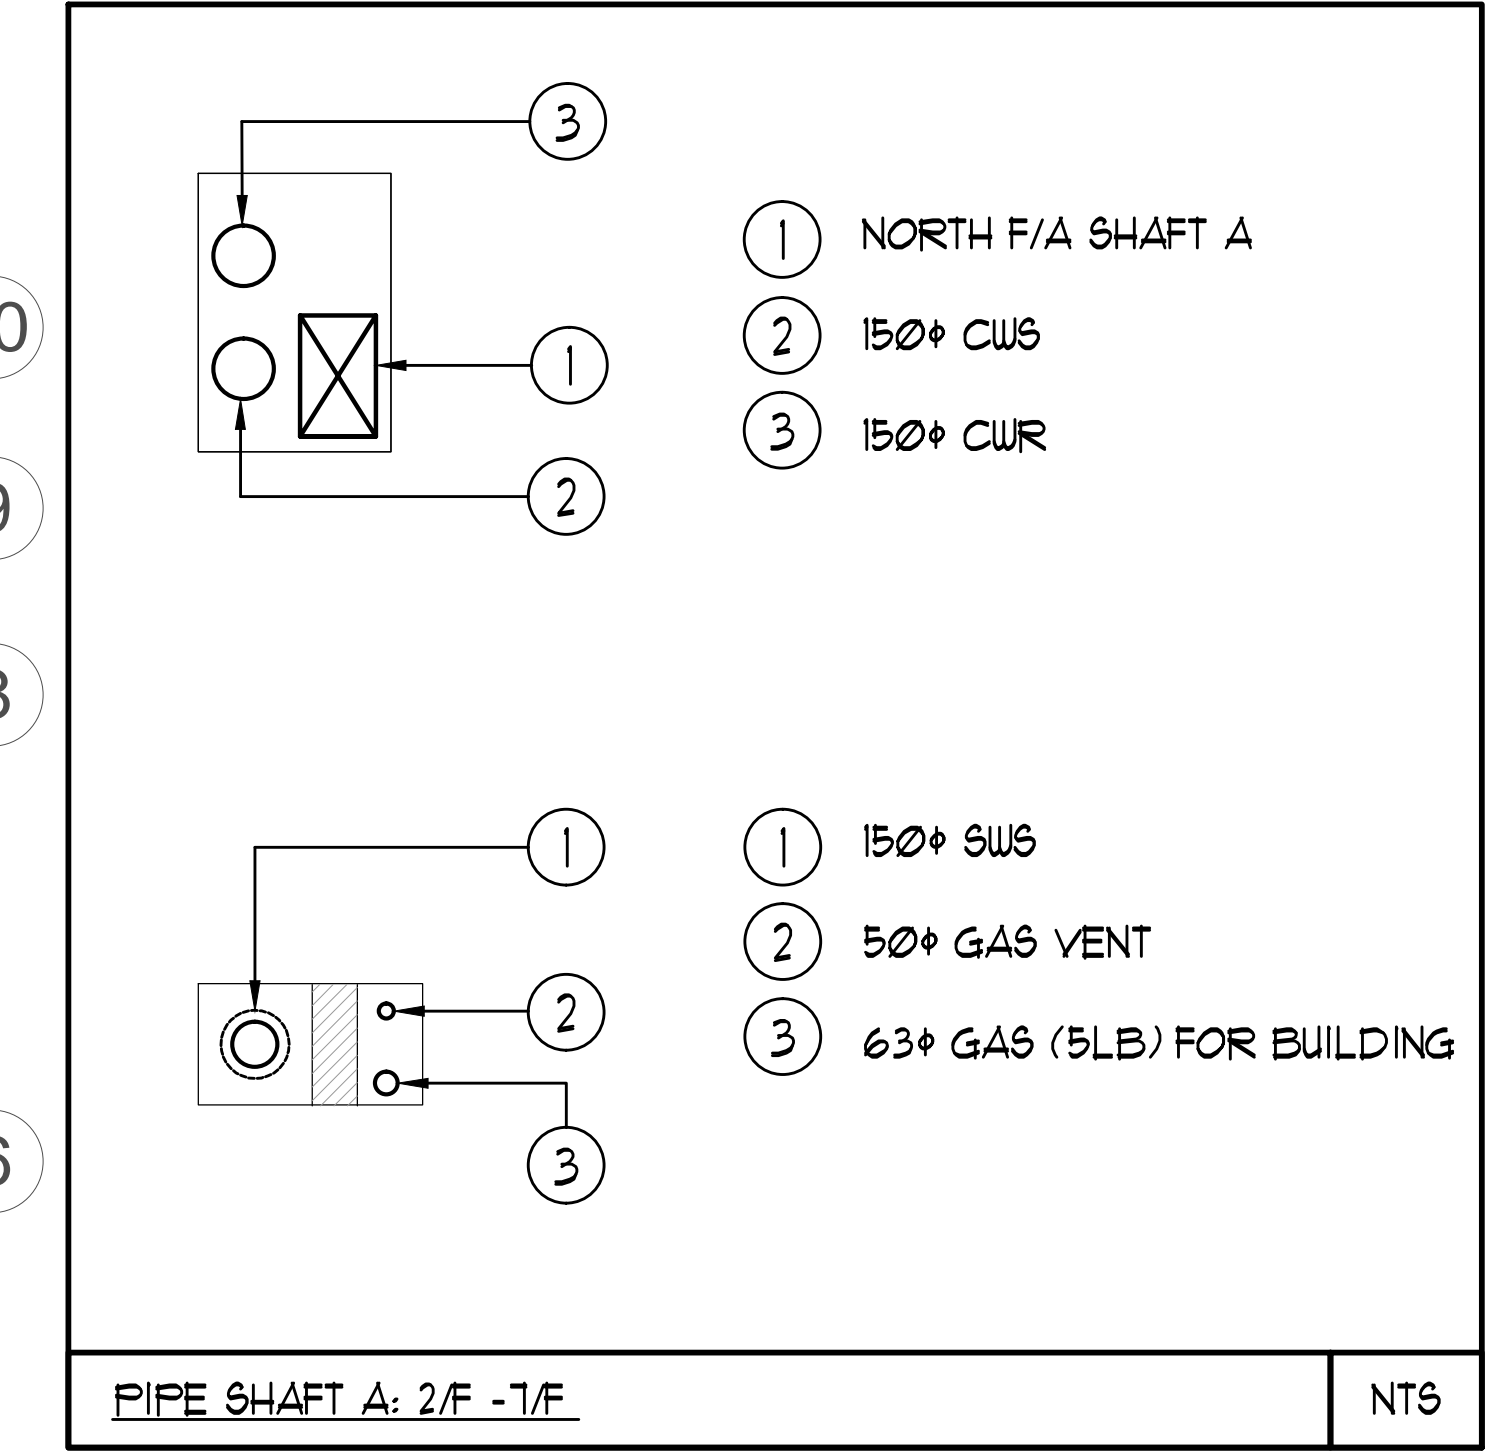 3
1
2
1 NORTH F/A SHAFT A
2 150ϕ CWS
3 150ϕ CWR
0
1
2
3
1 150ϕ SWS
2 50ϕ GAS VENT
3 63ϕ GAS (5LB) FOR BUILDING
PIPE SHAFT A: 2/F -7/F
NTS